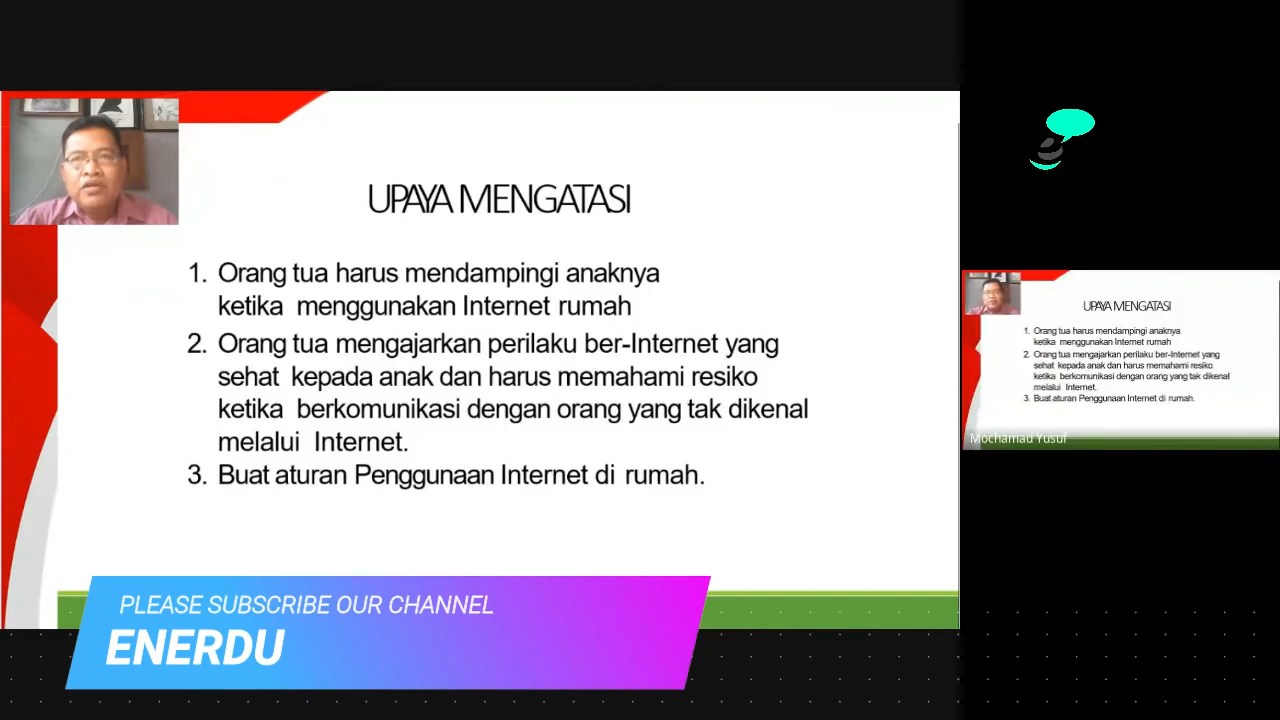 UPAYA MENGATASI
1. Orang tua harus mendampingi anaknya
ketika menggunakan Internet rumah
2. Orang tua mengajarkan perilaku ber-Internet yang
sehat kepada anak dan harus memahami resiko
ketika berkomunikasi dengan orang yang tak dikenal
melalui Internet.
3. Buat aturan Penggunaan Internet di rumah.
PLEASE SUBSCRIBE OUR CHANNEL
ENERDU
UPAYA MENGATASI
1. Orang tua harus mendampingi anaknya
ketika menggunakan Internet rumah
2. Orang tua mengajarkan perilaku ber-Internet yang
sehat kepada anak dan harus memahami resiko
ketika berkomunikasi dengan orang yang tak dikenal
melalui Internet.
3. Buat aturan Penggunaan Internet di rumah.
Mochamad Yusuf